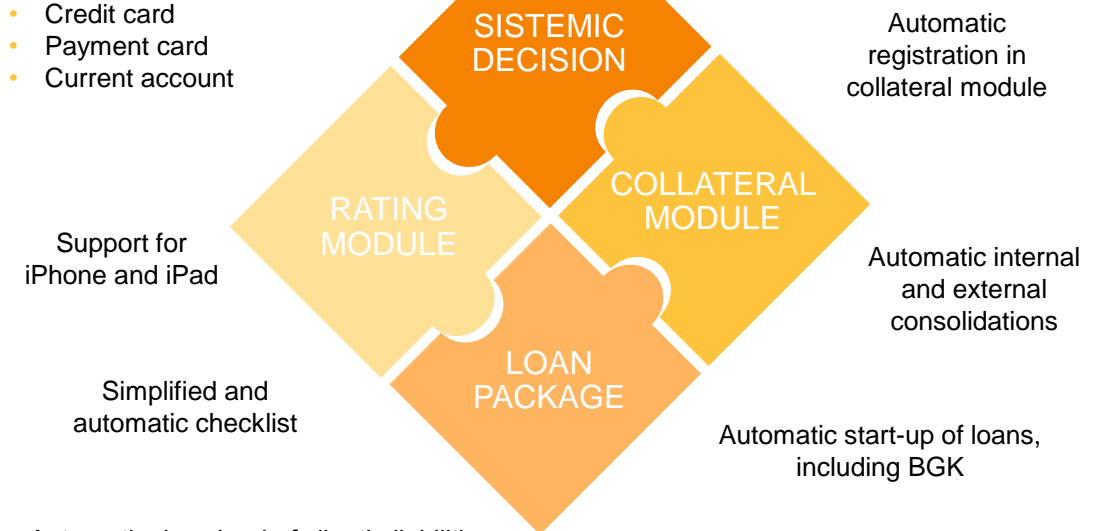 Credit card
Payment card
Current account
SISTEMIC
DECISION
Automatic
registration in
collateral module
RATING
MODULE
COLLATERAL
MODULE
Support for
iPhone and iPad
Automatic internal
and external
consolidations
LOAN
PACKAGE
Simplified and
automatic checklist
Automatic start-up of loans,
including BGK